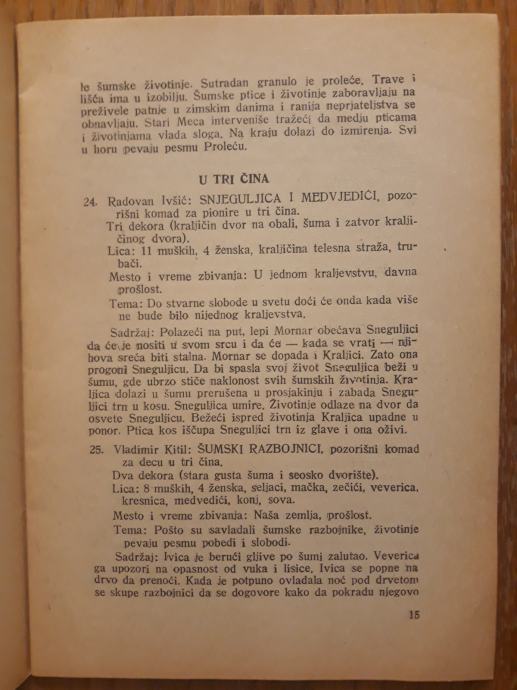 le šumske životinje. Sutradan granulo je proleće. Trave i
lišća ima u izobilju. Šumske ptice i životinje zaboravljaju na
preživele patnje u zimskim danima i ranija neprjateljstva se
obnavljaju. Stari Meca interveniše tražeći da medju pticama
i životinjama vlada sloga. Na kraju dolazi do izmirenja. Svi
u horu pevaju pesmu Proleću.
U TRI ČINA
24. Radovan Ivšić: SNJEGULJICA I MEDVJEDIĆI, pozo-
rišni komad za pionire u tri čina.
Tri dekora (kraljičin dvor na obali, šuma i zatvor kralji-
činog dvora).
Lica: 11 muških, 4 ženska, kraljičina telesna straža, tru-
bači.
Mesto i vreme zbivanja: U jednom kraljevstvu, davna
prošlost.
Tema: Do stvarne slobode u svetu doći će onda kada više
ne bude bilo nijednog kraljevstva.
Sadržaj: Polazeći na put, lepi Mornar obećava Sneguljici
da će je nositi u svom srcu i da će — kada se vrati — nji-
hova sreća biti stalna. Mornar se dopada i Kraljici. Zato ona
progoni Sneguljicu. Da bi spasla svoj život Sneguljica beži u
šumu, gde ubrzo stiče naklonost svih šumskih životinja. Kra-
ljica dolazi u šumu prerušena u prosjakinju i zabada Snegu-
ljici trn u kosu. Sneguljica umire. Životinje odlaze na dvor da
osvete Sneguljicu. Bežeći ispred životinja Kraljica upadne u
ponor. Ptica kos iščupa Sneguljici trn iz glave i ona oživi.
25. Vladimir Kitil: ŠUMSKI RAZBOJNICI, pozorišni komad
za decu u tri čina.
Dva dekora (stara gusta šuma i seosko dvorište).
Lica: 8 muških, 4 ženska, seljaci, mačka, zečići, veverica,
kresnica, medvedići, konj, sova.
Mesto i vreme zbivanja: Naša zemlja, prošlost.
Tema: Pošto su savladali šumske razbojnike, životinje
pevaju pesmu pobedi i slobodi.
Sadržaj: Ivica je berući gljive po šumi zalutao. Veverica
ga upozori na opasnost od vuka i lisice. Ivica se popne na
drvo da prenoći. Kada je potpuno ovladala noć pod drvetom
se skupe razbojnici da se dogovore kako da pokradu njegovo
15